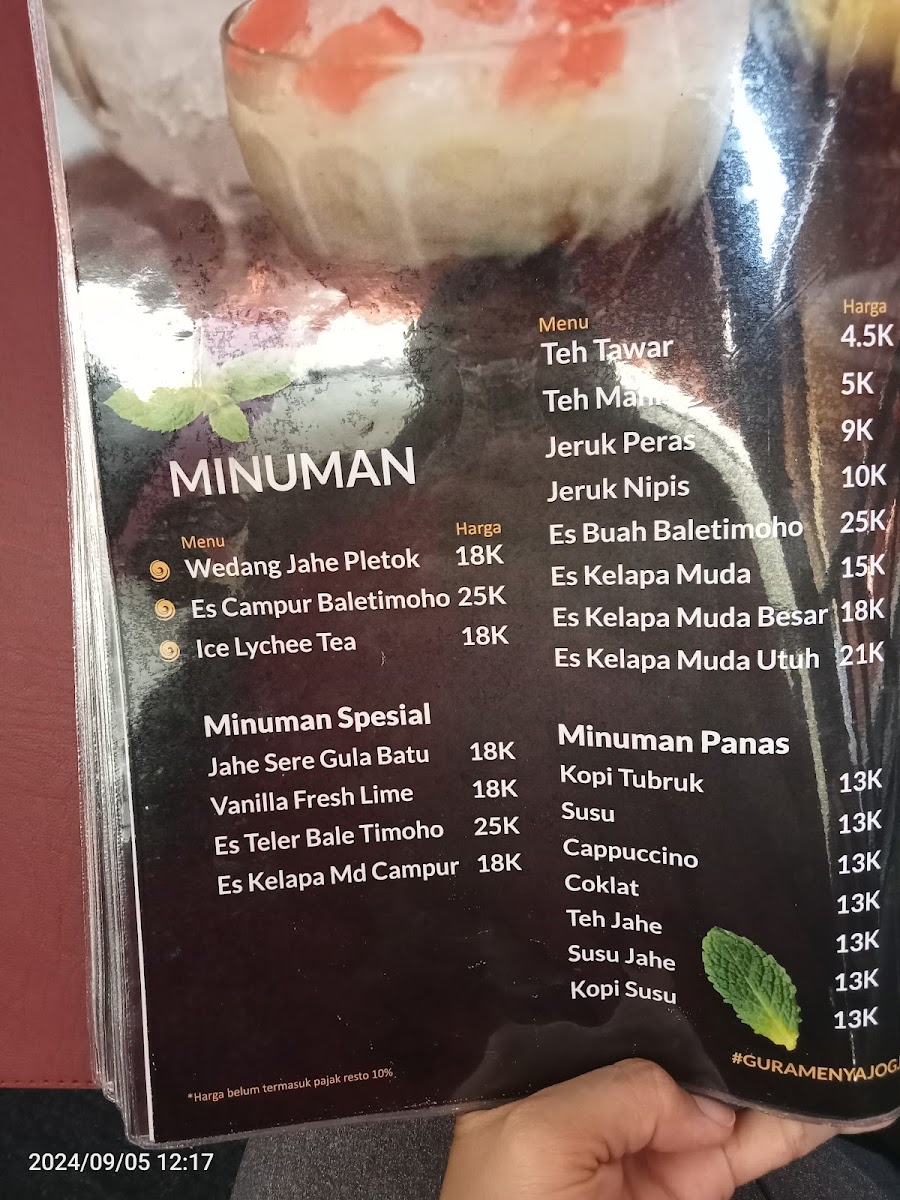 MINUMAN
Menu Harga
Wedang Jahe Pletok 18K
Es Campur Baletimoho 25K
Ice Lychee Tea 18K
Minuman Spesial
Jahe Sere Gula Batu 18K
Vanilla Fresh Lime 18K
Es Teler Bale Timoho 25K
Es Kelapa Md Campur 18K
*Harga belum termasuk pajak resto 10%
Menu Harga
Teh Tawar 4.5K
Teh 5K
Jeruk Peras 9K
Jeruk Nipis 10K
Es Buah Baletimoho 25K
Es Kelapa Muda 15K
Es Kelapa Muda Besar 18K
Es Kelapa Muda Utuh 21K
Minuman Panas
Kopi Tubruk 13K
Susu 13K
Cappuccino 13K
Coklat 13K
Teh Jahe 13K
Susu Jahe 13K
Kopi Susu 13K
#GURAMENYAJOG
2024/09/05 12:17